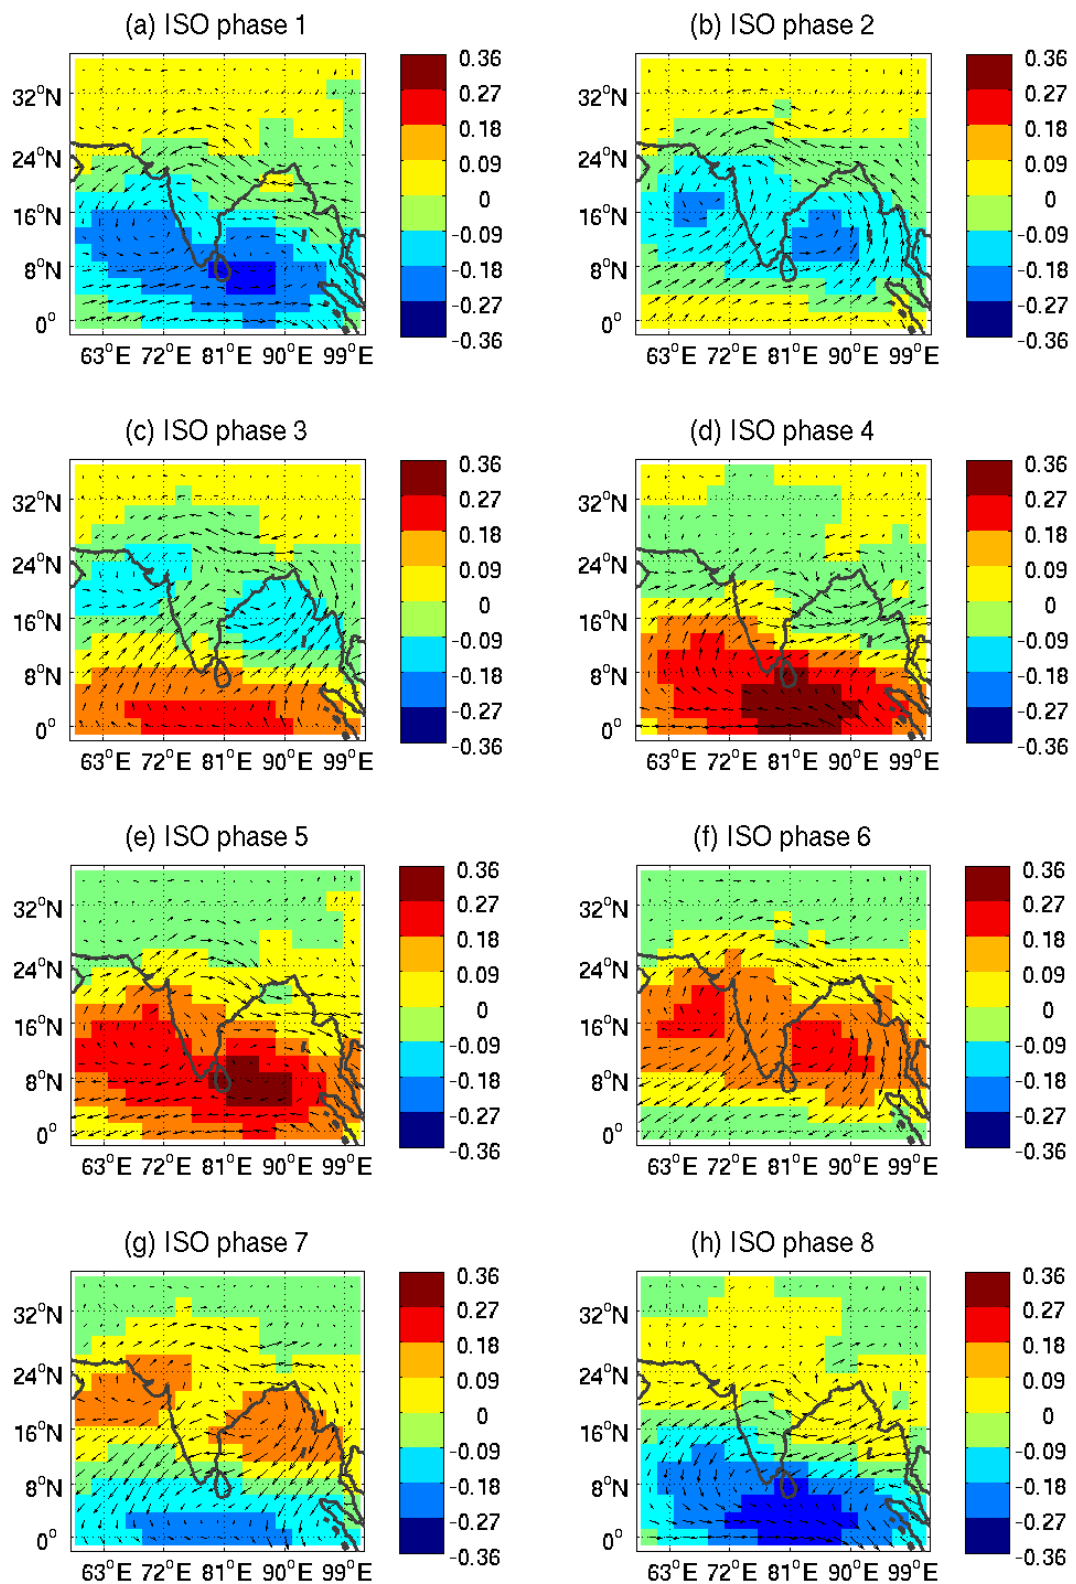 (a) ISO phase 1
32°N
24°N
16°N
8°N
0°
63°E 72°E 81°E 90°E 99°E
0.36
0.27
0.18
0.09
0
-0.09
-0.18
-0.27
-0.36
(b) ISO phase 2
32°N
24°N
16°N
8°N
0°
63°E 72°E 81°E 90°E 99°E
0.36
0.27
0.18
0.09
0
-0.09
-0.18
-0.27
-0.36
(c) ISO phase 3
32°N
24°N
16°N
8°N
0°
63°E 72°E 81°E 90°E 99°E
0.36
0.27
0.18
0.09
0
-0.09
-0.18
-0.27
-0.36
(d) ISO phase 4
32°N
24°N
16°N
8°N
0°
63°E 72°E 81°E 90°E 99°E
0.36
0.27
0.18
0.09
0
-0.09
-0.18
-0.27
-0.36
(e) ISO phase 5
32°N
24°N
16°N
8°N
0°
63°E 72°E 81°E 90°E 99°E
0.36
0.27
0.18
0.09
0
-0.09
-0.18
-0.27
-0.36
(f) ISO phase 6
32°N
24°N
16°N
8°N
0°
63°E 72°E 81°E 90°E 99°E
0.36
0.27
0.18
0.09
0
-0.09
-0.18
-0.27
-0.36
(g) ISO phase 7
32°N
24°N
16°N
8°N
0°
63°E 72°E 81°E 90°E 99°E
0.36
0.27
0.18
0.09
0
-0.09
-0.18
-0.27
-0.36
(h) ISO phase 8
32°N
24°N
16°N
8°N
0°
63°E 72°E 81°E 90°E 99°E
0.36
0.27
0.18
0.09
0
-0.09
-0.18
-0.27
-0.36